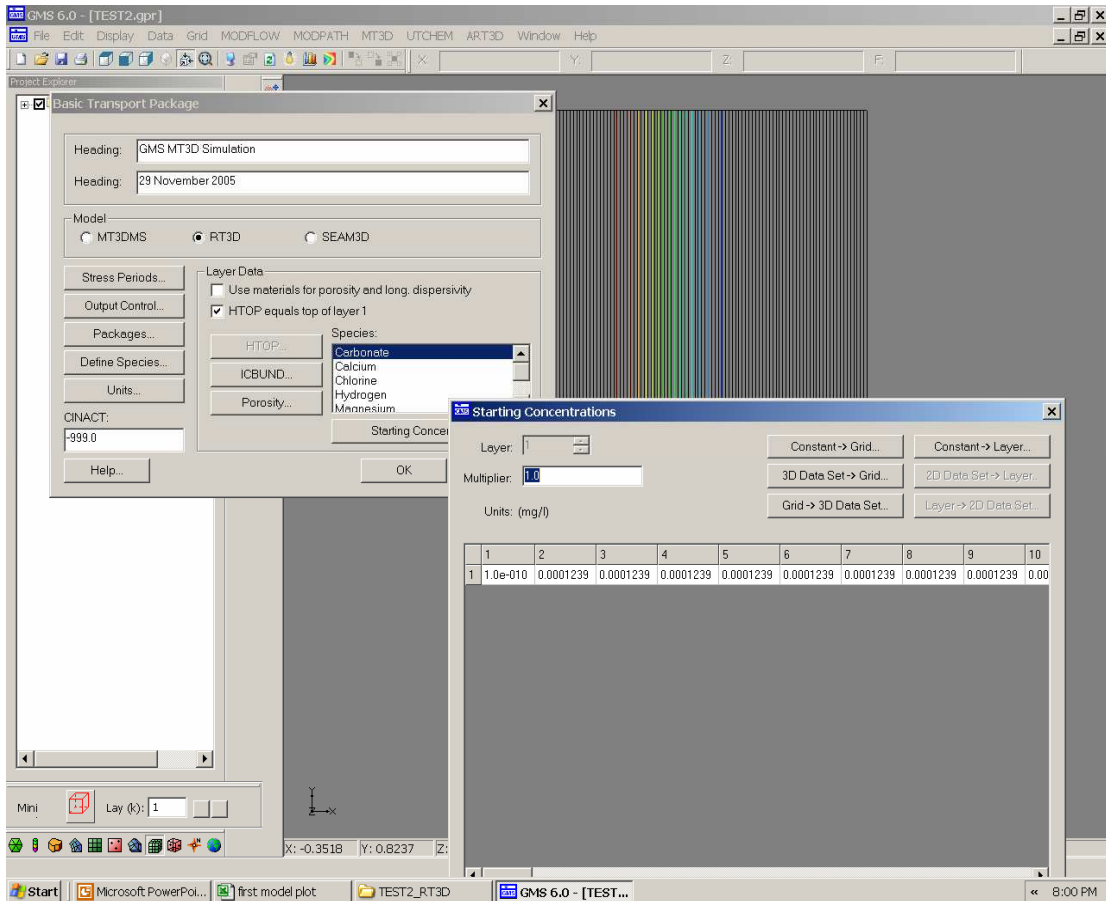 GMS 6.0 - [TEST2.gpr]
File Edit Display Data Grid MODFLOW MODPATH MT3D UTCHEM ART3D Window Help
X: Y: Z: F:
Project Explorer
Basic Transport Package
Heading: GMS MT3D Simulation
Heading: 29 November 2005
Model
MT3DMS RT3D SEAM3D
Stress Periods...
Output Control...
Packages...
Define Species...
Units...
CINACT:
-999.0
Help...
Layer Data
Use materials for porosity and long. dispersivity
HTOP equals top of layer 1
HTOP...
ICBUND...
Porosity...
Species:
Carbonate
Calcium
Chlorine
Hydrogen
Magnesium
Starting Concer
OK
Starting Concentrations
Layer: 1
Multiplier: 1.0
Units: (mg/l)
Constant -> Grid... Constant -> Layer...
3D Data Set -> Grid... 2D Data Set -> Layer...
Grid -> 3D Data Set... Layer -> 2D Data Set...
1 2 3 4 5 6 7 8 9 10
1 1.0e-010 0.0001239 0.0001239 0.0001239 0.0001239 0.0001239 0.0001239 0.0001239 0.0001239 0.00
Y
Z X
Mini Lay (k): 1
X: -0.3518 Y: 0.8237 Z:
Start Microsoft PowerPoi... first model plot TEST2_RT3D GMS 6.0 - [TEST... « 8:00 PM